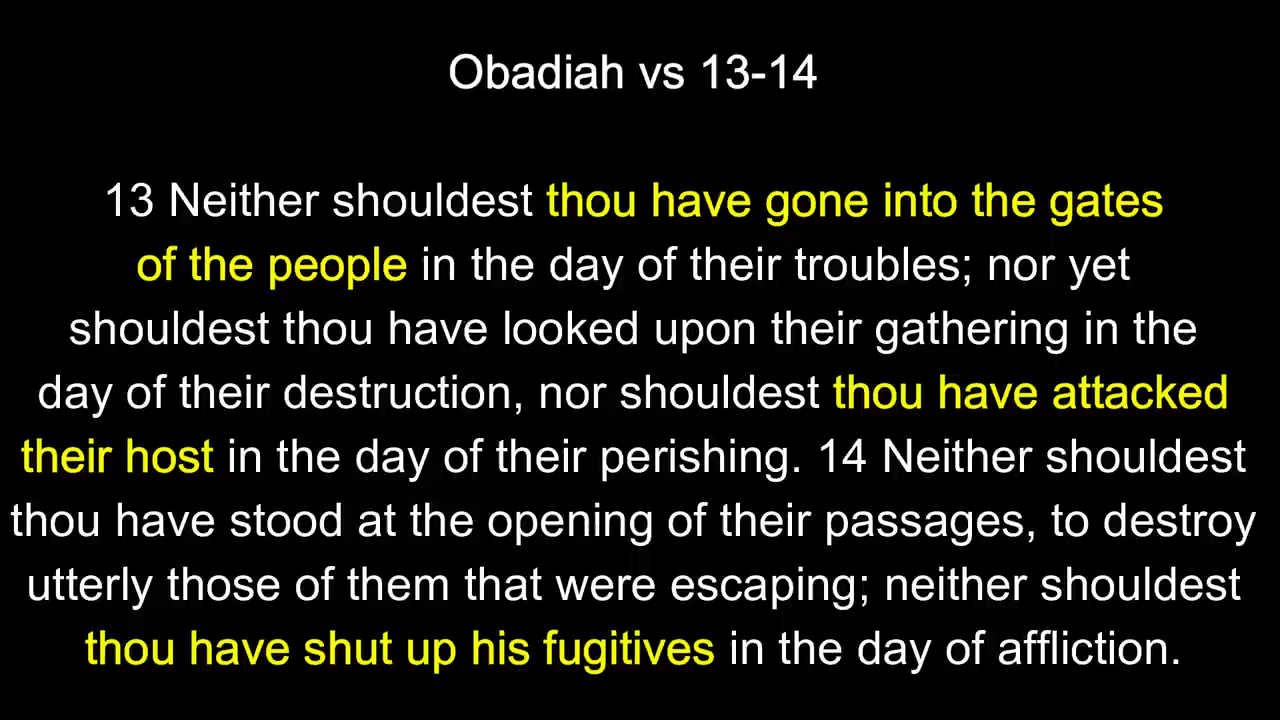 Obadiah vs 13-14
13 Neither shouldest thou have gone into the gates
of the people in the day of their troubles; nor yet
shouldest thou have looked upon their gathering in the
day of their destruction, nor shouldest thou have attacked
their host in the day of their perishing. 14 Neither shouldest
thou have stood at the opening of their passages, to destroy
utterly those of them that were escaping; neither shouldest
thou have shut up his fugitives in the day of affliction.